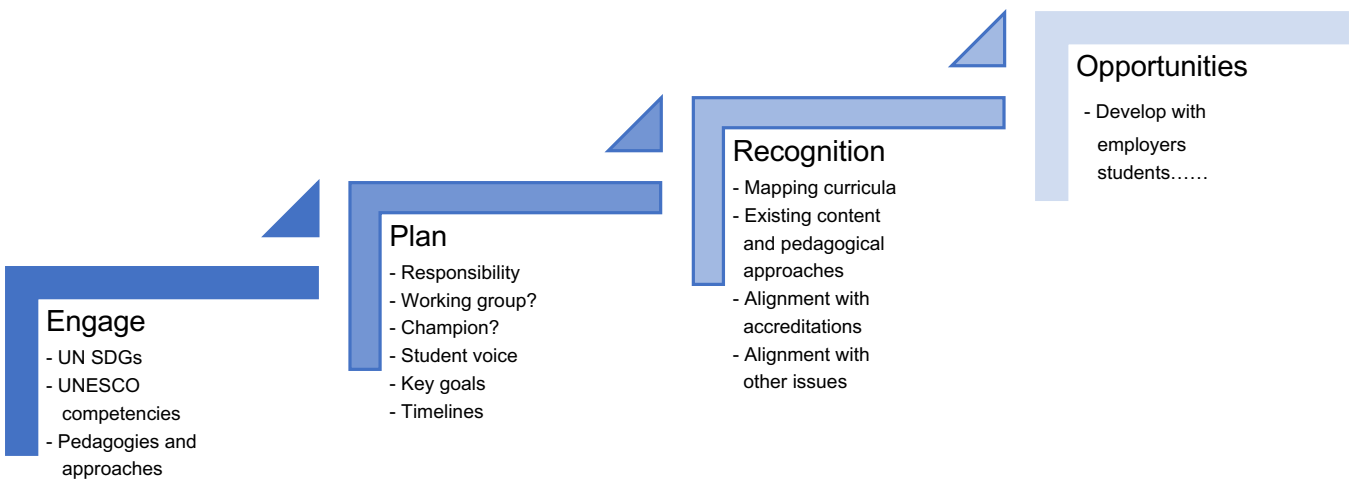 Engage
- UN SDGs
- UNESCO
competencies
- Pedagogies and
approaches
Plan
- Responsibility
- Working group?
- Champion?
- Student voice
- Key goals
- Timelines
Recognition
- Mapping curricula
- Existing content
and pedagogical
approaches
- Alignment with
accreditations
- Alignment with
other issues
Opportunities
- Develop with
employers
students……